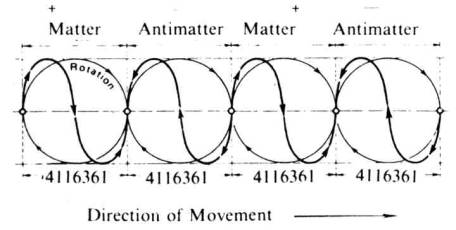 + − + −
Matter Antimatter Matter Antimatter
Rotation
4116361 4116361 4116361 4116361
Direction of Movement